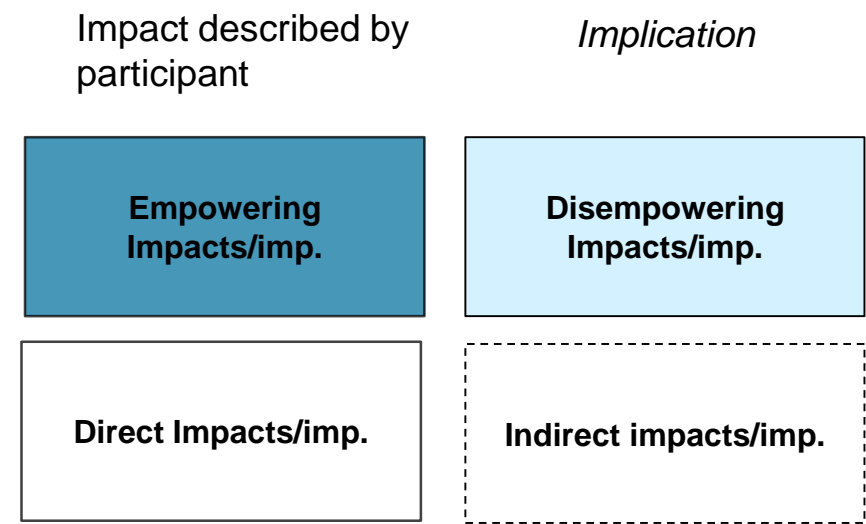 Impact described by
participant
Implication
Empowering
Impacts/imp.
Disempowering
Impacts/imp.
Direct Impacts/imp.
Indirect impacts/imp.